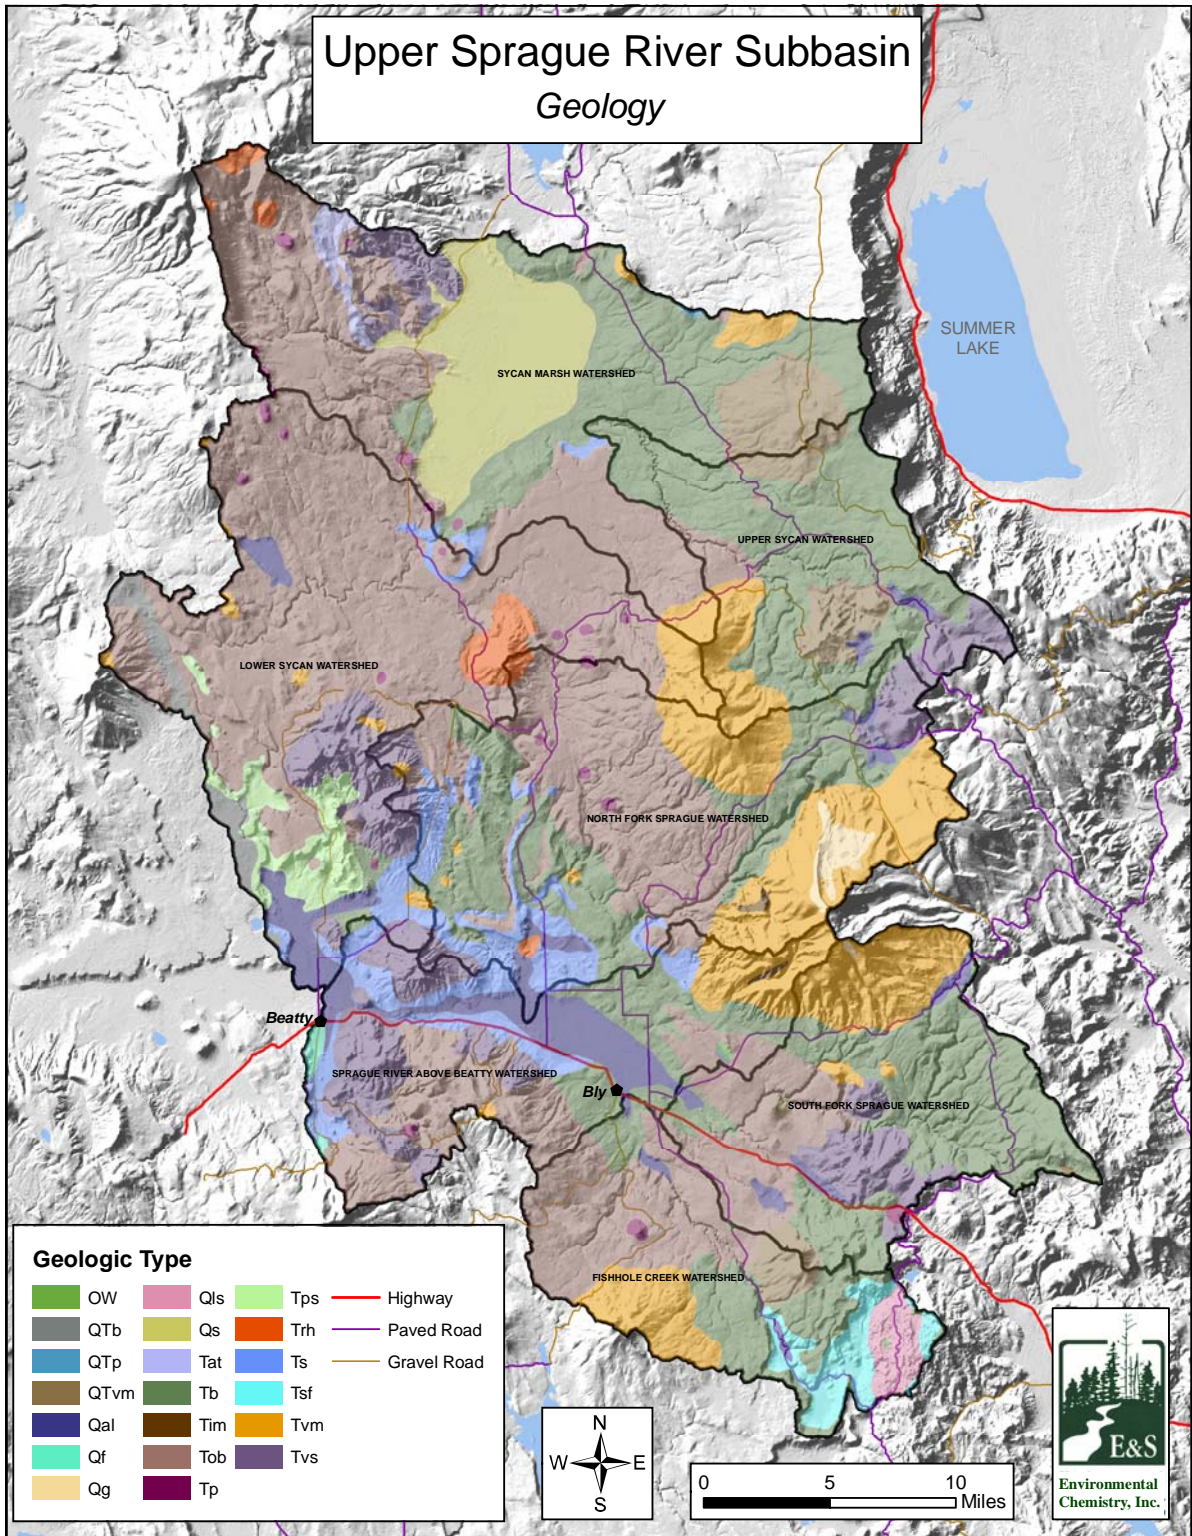 Upper Sprague River Subbasin
Geology
SUMMER
LAKE
SYCAN MARSH WATERSHED
UPPER SYCAN WATERSHED
LOWER SYCAN WATERSHED
NORTH FORK SPRAGUE WATERSHED
Beatty
SPRAGUE RIVER ABOVE BEATTY WATERSHED
Bly
SOUTH FORK SPRAGUE WATERSHED
FISHHOLE CREEK WATERSHED
Geologic Type
OW
QTb
QTp
QTvm
Qal
Qf
Qg
Qls
Qs
Tat
Tb
Tim
Tob
Tp
Tps
Trh
Ts
Tsf
Tvm
Tvs
Highway
Paved Road
Gravel Road
N
W E
S
0 5 10
Miles
E&S
Environmental
Chemistry, Inc.